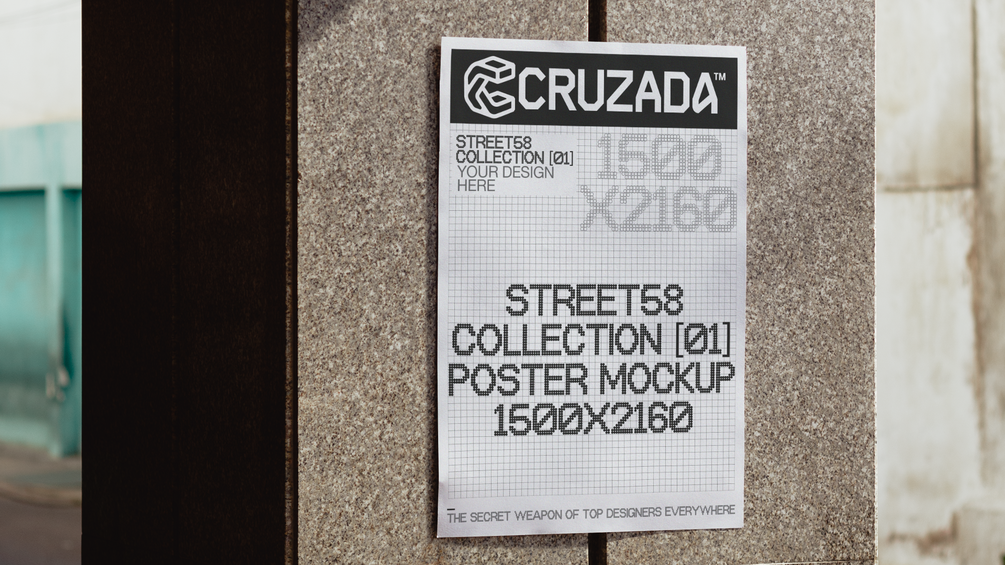 CRUZADA™
STREET58
COLLECTION [01]
YOUR DESIGN
HERE
1500
X2160
STREET58
COLLECTION [01]
POSTER MOCKUP
1500X2160
THE SECRET WEAPON OF TOP DESIGNERS EVERYWHERE